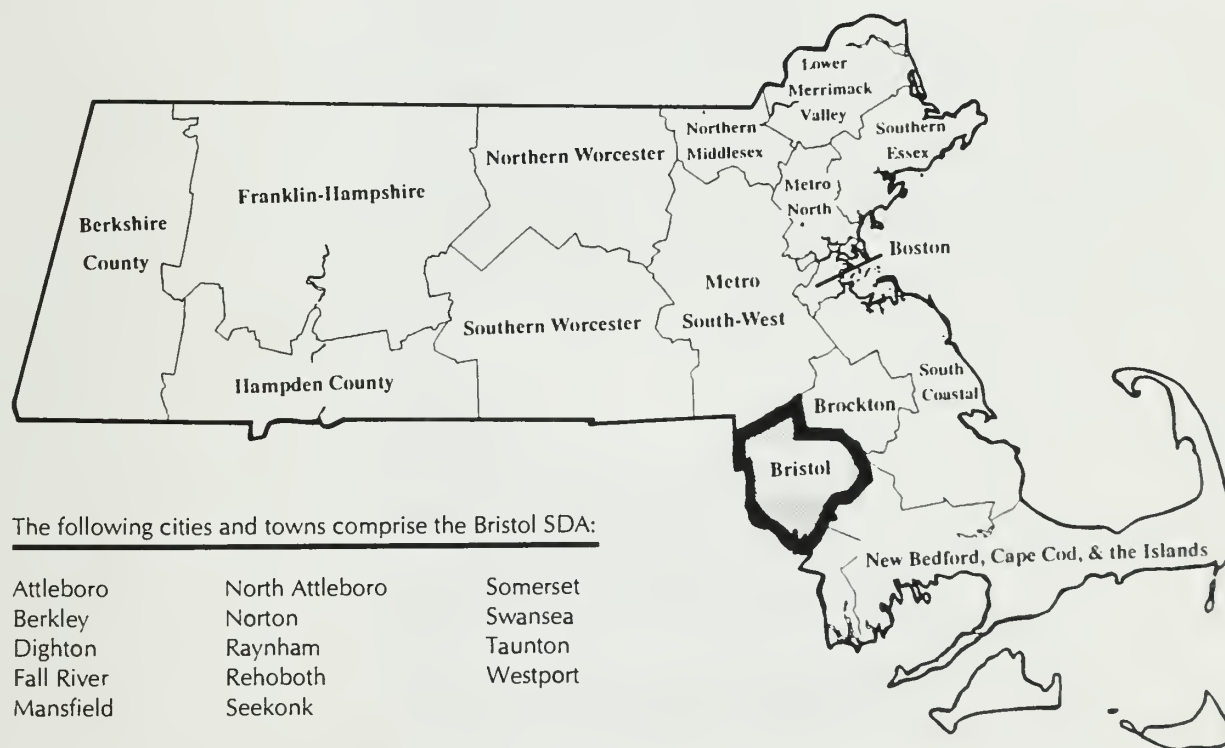 Lower
Merrimack
Valley
Northern
Middlesex
Southern
Essex
Northern Worcester
Metro
North
Franklin-Hampshire
Berkshire
County
Boston
Metro
South-West
Southern Worcester
Hampden County
South
Coastal
Brockton
Bristol
New Bedford, Cape Cod, & the Islands
The following cities and towns comprise the Bristol SDA:
Attleboro
Berkley
Dighton
Fall River
Mansfield
North Attleboro
Norton
Raynham
Rehoboth
Seekonk
Somerset
Swansea
Taunton
Westport